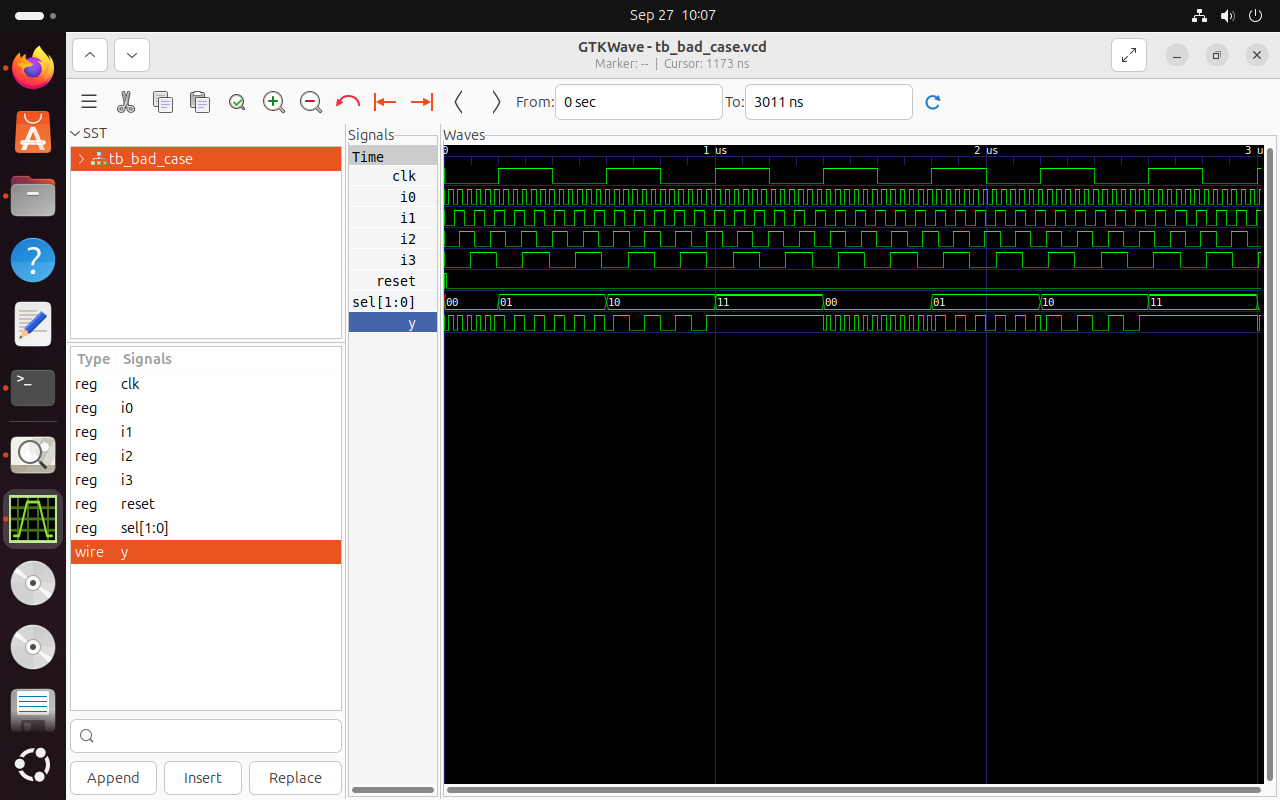 Sep 27 10:07
GTKWave - tb_bad_case.vcd
Marker: -- | Cursor: 1173 ns
From:
0 sec
To:
3011 ns
SST
tb_bad_case
Type Signals
reg clk
reg i0
reg i1
reg i2
reg i3
reg reset
reg sel[1:0]
wire y
Append
Insert
Replace
Signals
Time
clk
i0
i1
i2
i3
reset
sel[1:0]
y
Waves
0 1 us 2 us 3 u
00 01 10 11 00 01 10 11